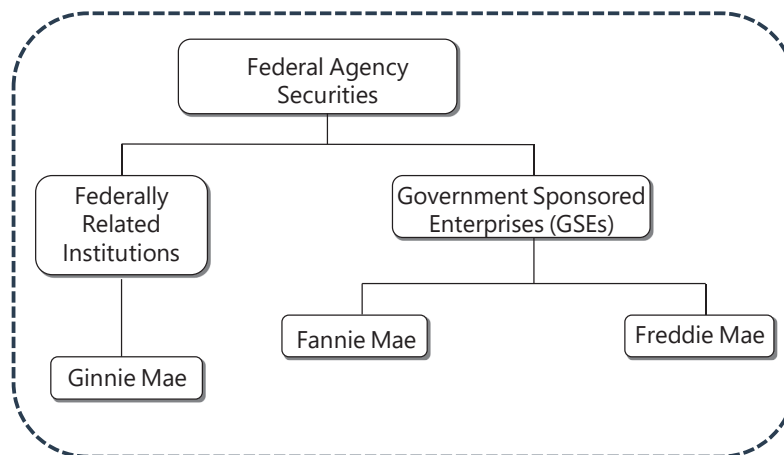 Federal Agency
Securities
Federally
Related
Institutions
Government Sponsored
Enterprises (GSEs)
Fannie Mae
Freddie Mae
Ginnie Mae